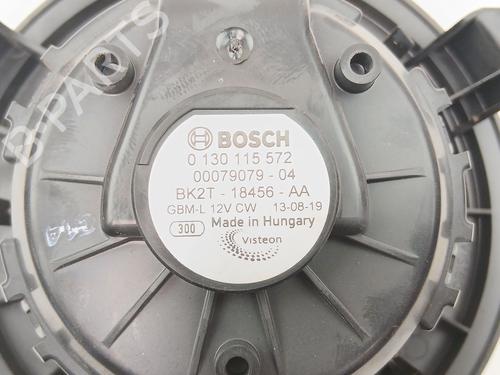 BOSCH
0 130 115 572
00079079 - 04
BK2T - 18456 - AA
GBM-L 12V CW 13-08-19
300 Made in Hungary
Visteon
B-PARTS